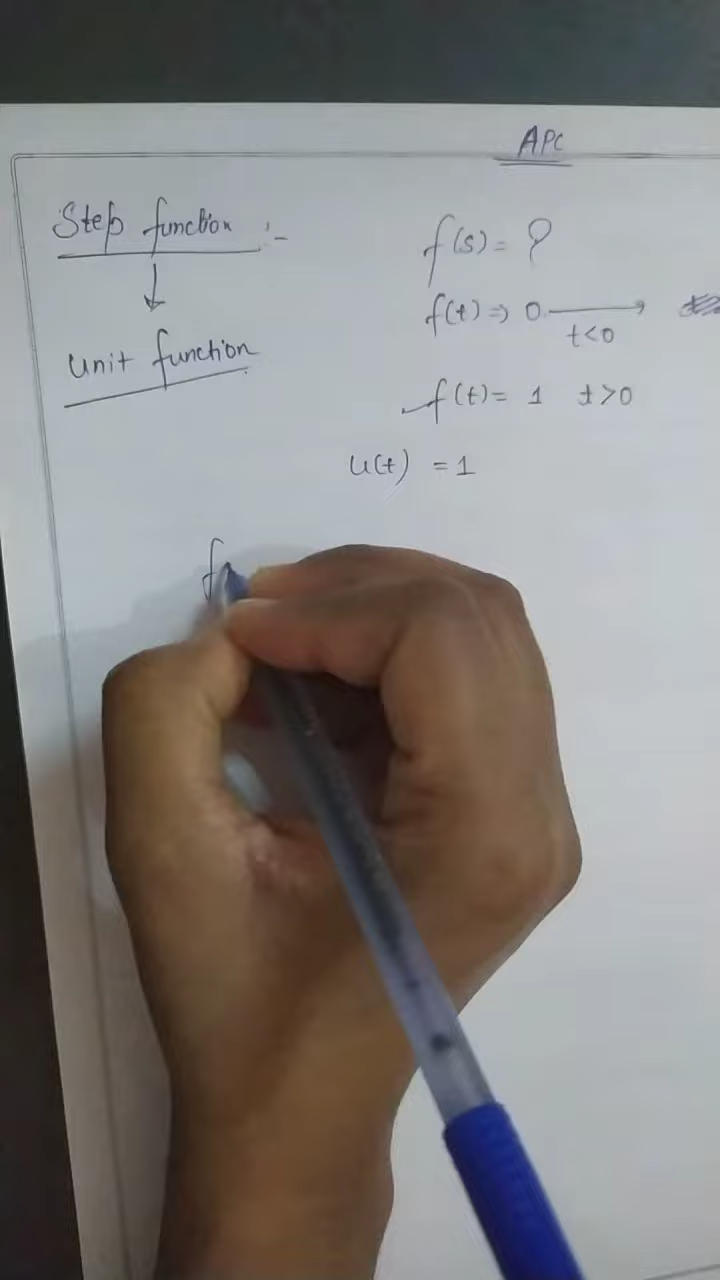 APC
Step function :-
↓
unit function
f(s) = ?
f(t) ⇒ 0 ⟶
t<0
f(t) = 1 t>0
u(t) = 1
f